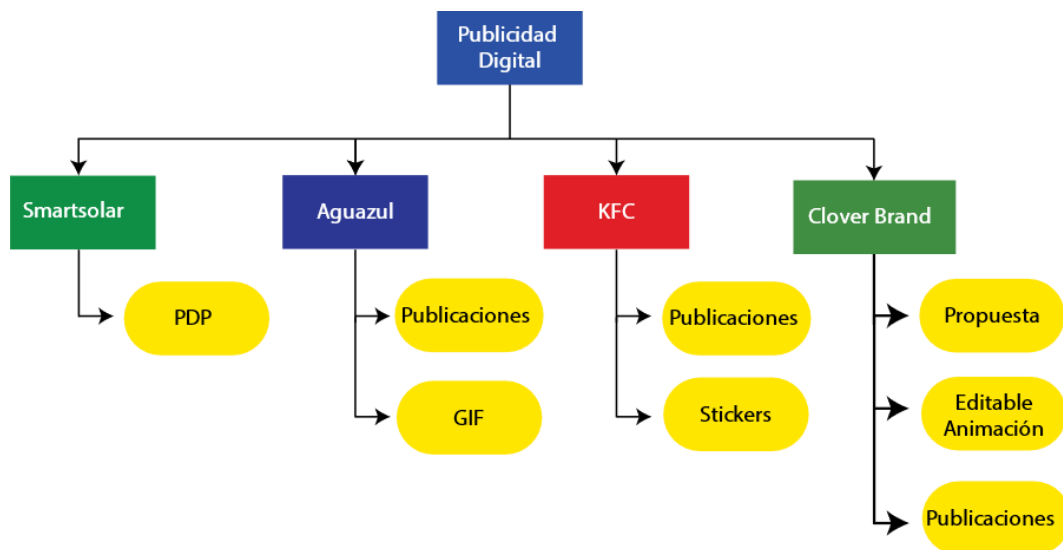 Publicidad
Digital
Smartsolar
Aguazul
KFC
Clover Brand
PDP
Publicaciones
Publicaciones
Propuesta
GIF
Stickers
Editable
Animación
Publicaciones